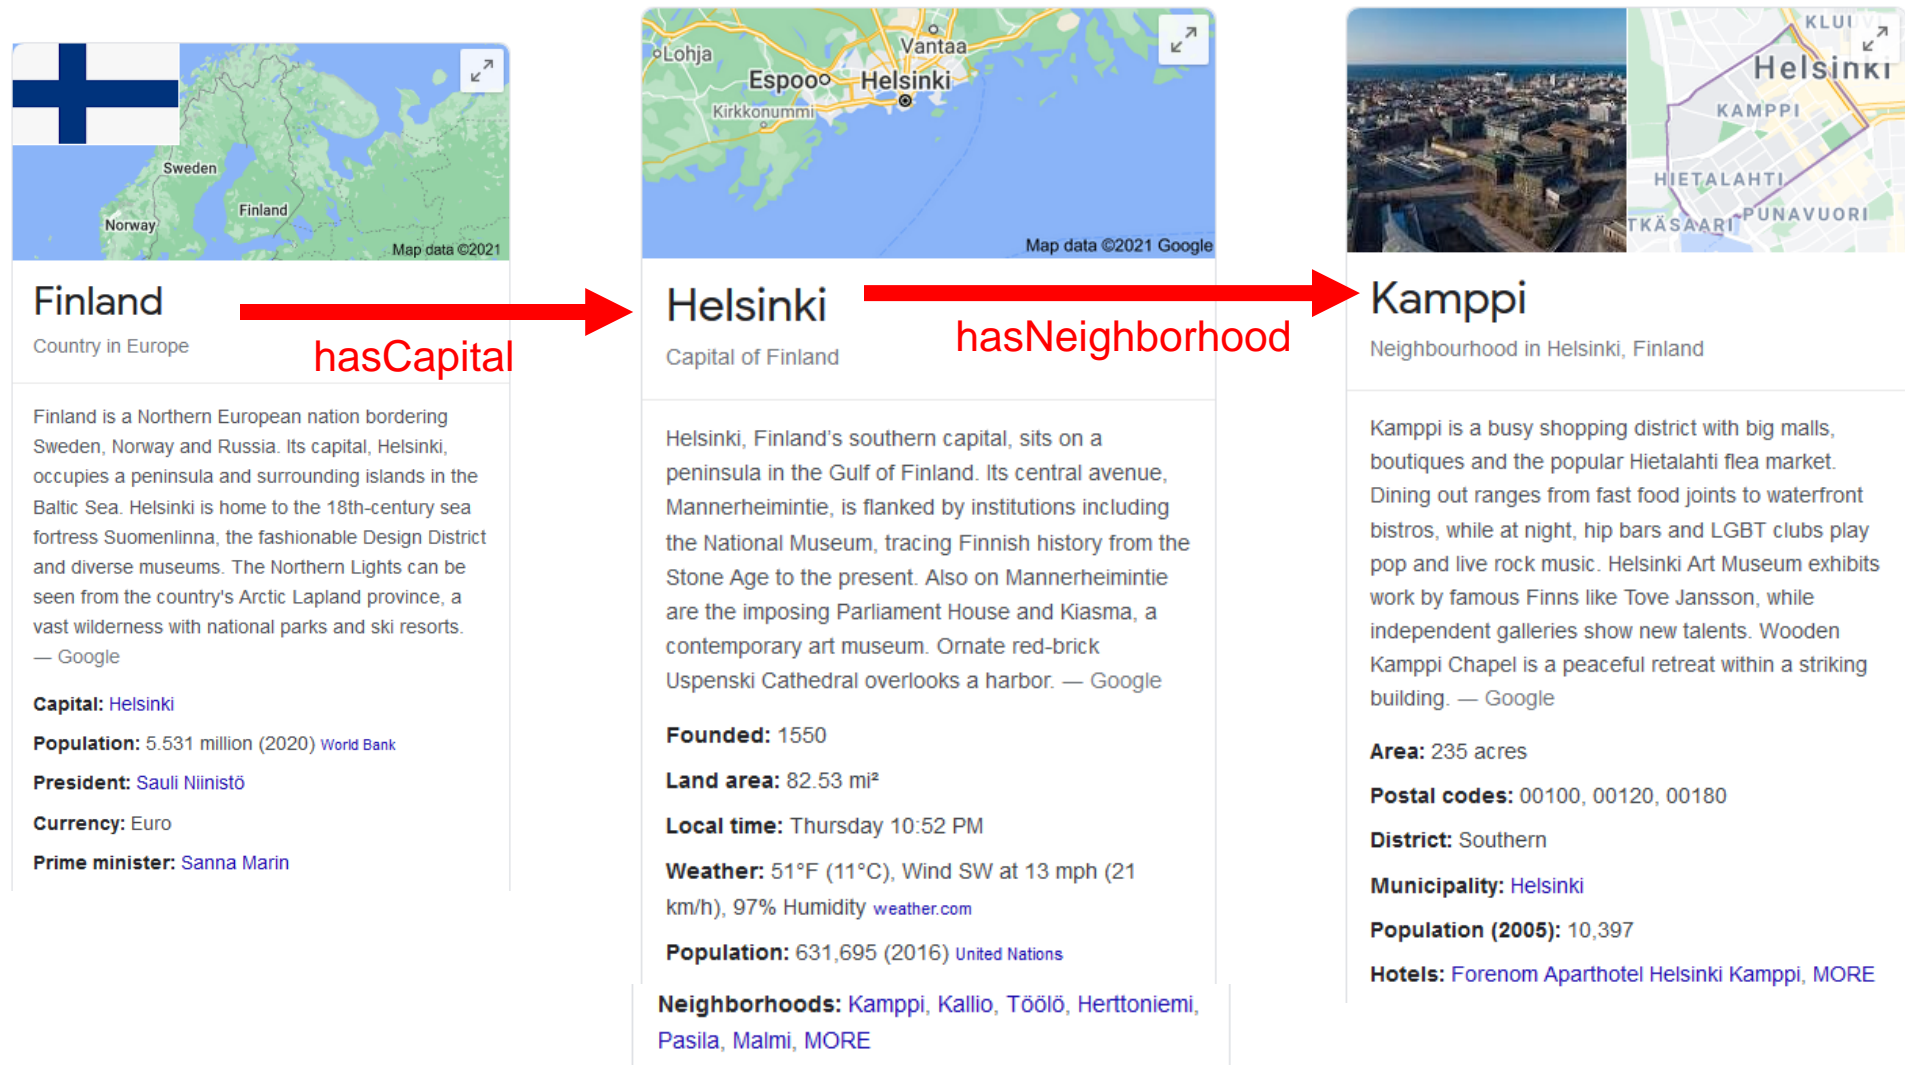 Sweden
Finland
Norway
Map data ©2021
Finland
Country in Europe
hasCapital
Finland is a Northern European nation bordering
Sweden, Norway and Russia. Its capital, Helsinki,
occupies a peninsula and surrounding islands in the
Baltic Sea. Helsinki is home to the 18th-century sea
fortress Suomenlinna, the fashionable Design District
and diverse museums. The Northern Lights can be
seen from the country's Arctic Lapland province, a
vast wilderness with national parks and ski resorts.
— Google
Capital: Helsinki
Population: 5.531 million (2020) World Bank
President: Sauli Niinistö
Currency: Euro
Prime minister: Sanna Marin
Lohja
Vantaa
Espoo
Helsinki
Kirkkonummi
Map data ©2021 Google
Helsinki
Capital of Finland
hasNeighborhood
Helsinki, Finland’s southern capital, sits on a
peninsula in the Gulf of Finland. Its central avenue,
Mannerheimintie, is flanked by institutions including
the National Museum, tracing Finnish history from the
Stone Age to the present. Also on Mannerheimintie
are the imposing Parliament House and Kiasma, a
contemporary art museum. Ornate red-brick
Uspenski Cathedral overlooks a harbor. — Google
Founded: 1550
Land area: 82.53 mi²
Local time: Thursday 10:52 PM
Weather: 51°F (11°C), Wind SW at 13 mph (21
km/h), 97% Humidity weather.com
Population: 631,695 (2016) United Nations
Neighborhoods: Kamppi, Kallio, Töölö, Herttoniemi,
Pasila, Malmi, MORE
Helsinki
KAMPPI
HIETALAHTI
PUNAVUORI
TKÄSAARI
Kamppi
Neighbourhood in Helsinki, Finland
Kamppi is a busy shopping district with big malls,
boutiques and the popular Hietalahti flea market.
Dining out ranges from fast food joints to waterfront
bistros, while at night, hip bars and LGBT clubs play
pop and live rock music. Helsinki Art Museum exhibits
work by famous Finns like Tove Jansson, while
independent galleries show new talents. Wooden
Kamppi Chapel is a peaceful retreat within a striking
building. — Google
Area: 235 acres
Postal codes: 00100, 00120, 00180
District: Southern
Municipality: Helsinki
Population (2005): 10,397
Hotels: Forenom Aparthotel Helsinki Kamppi, MORE